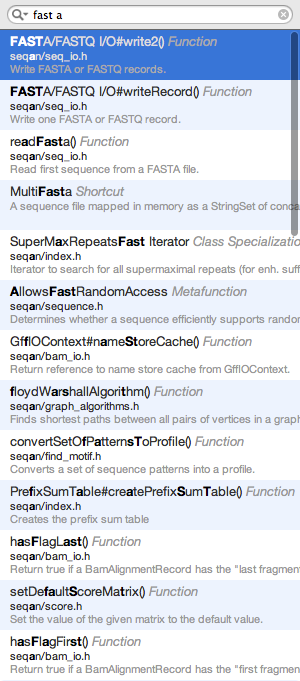 fast a
FASTA/FASTQ I/O#write2() Function
seqan/seq_io.h
Write FASTA or FASTQ records.
FASTA/FASTQ I/O#writeRecord() Function
seqan/seq_io.h
Write one FASTA or FASTQ record.
readFasta() Function
seqan/seq_io.h
Read first sequence from a FASTA file.
MultiFasta Shortcut
A sequence file mapped in memory as a StringSet of conca
SuperMaxRepeatsFast Iterator Class Specializatio
seqan/index.h
Iterator to search for all supermaximal repeats (for enh. suff
AllowsFastRandomAccess Metafunction
seqan/sequence.h
Determines whether a sequence efficiently supports random
GffIOContext#nameStoreCache() Function
seqan/bam_io.h
Return reference to name store cache from GffIOContext.
floydWarshallAlgorithm() Function
seqan/graph_algorithms.h
Finds shortest paths between all pairs of vertices in a graph
convertSetOfPatternsToProfile() Function
seqan/find_motif.h
Converts a set of sequence patterns into a profile.
PrefixSumTable#createPrefixSumTable() Function
seqan/index.h
Creates the prefix sum table
hasFlagLast() Function
seqan/bam_io.h
Return true if a BamAlignmentRecord has the "last fragment
setDefaultScoreMatrix() Function
seqan/score.h
Set the value of the given matrix to the default value.
hasFlagFirst() Function
seqan/bam_io.h
Return true if a BamAlignmentRecord has the "first fragment